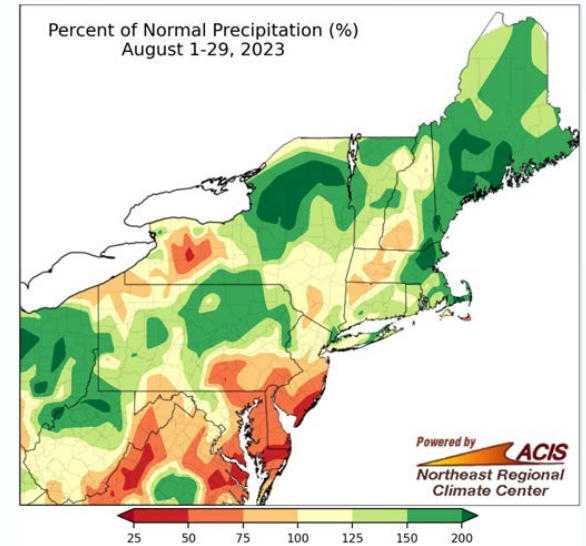 Percent of Normal Precipitation (%)
August 1-29, 2023
Powered by
ACIS
Northeast Regional
Climate Center
25 50 75 100 125 150 200